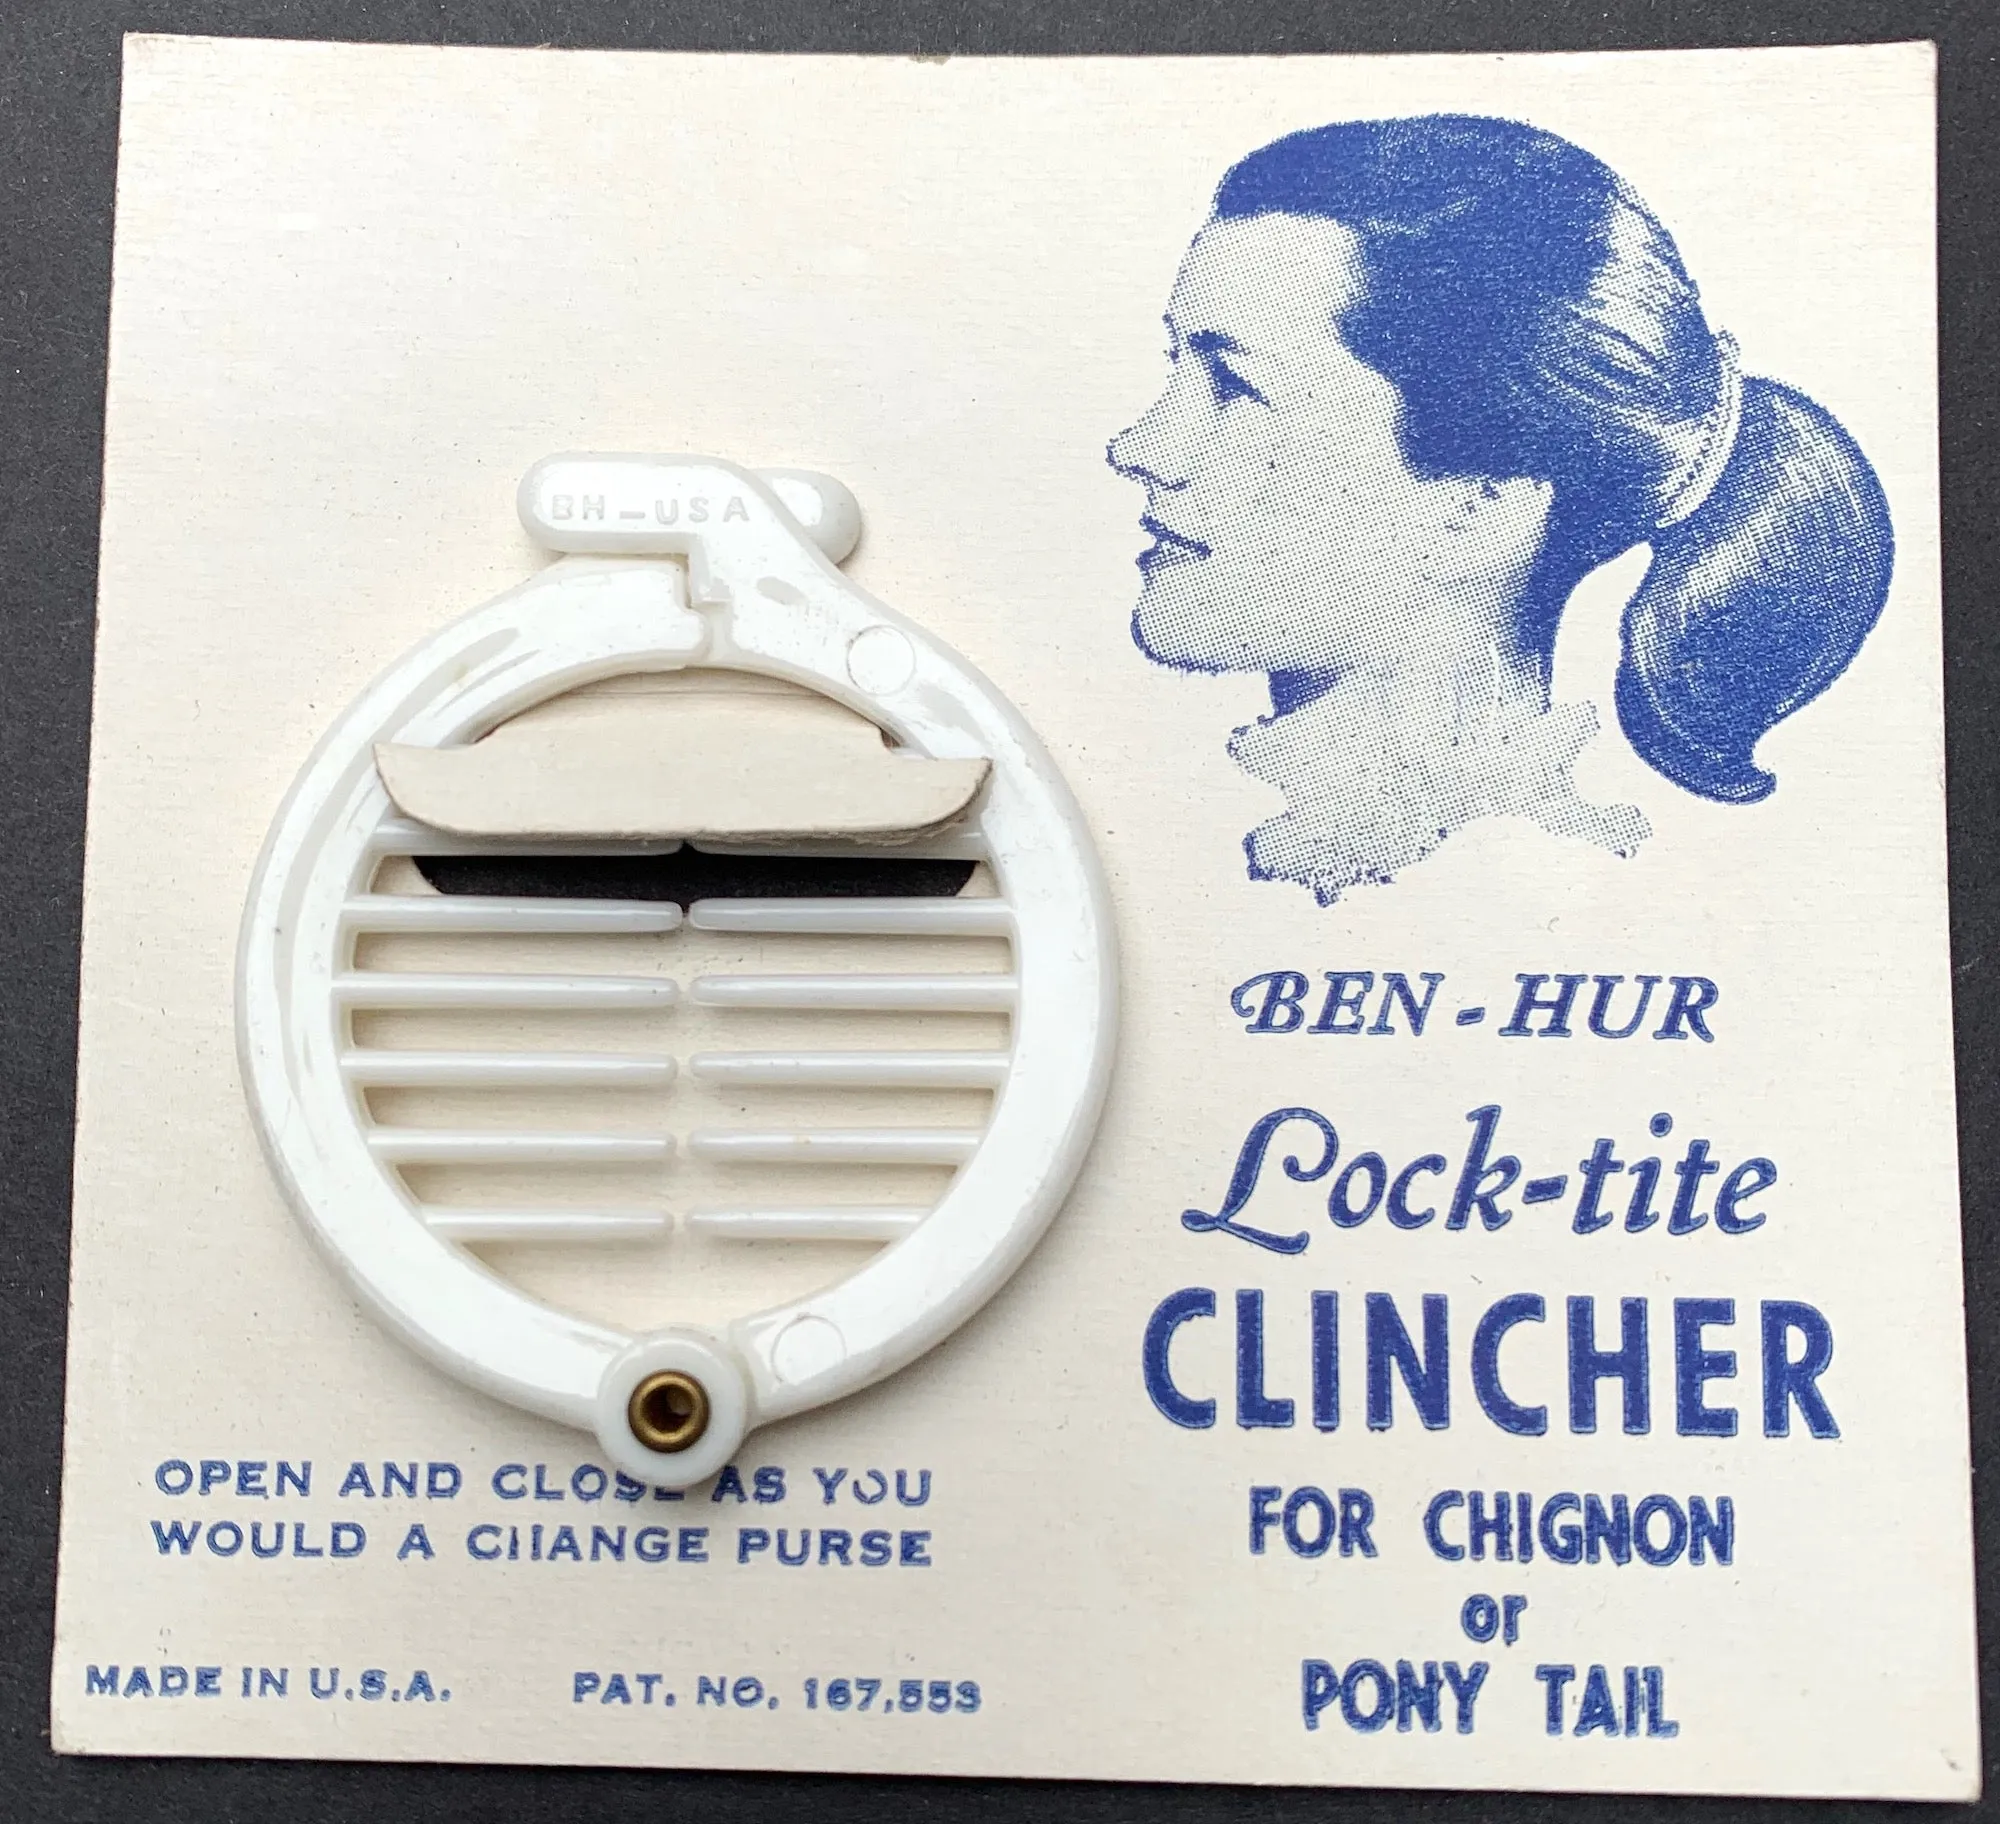 BH-USA
BEN-HUR
Lock-tite
CLINCHER
FOR CHIGNON
or
PONY TAIL
OPEN AND CLOSE AS YOU
WOULD A CHANGE PURSE
MADE IN U.S.A. PAT. NO. 167,553